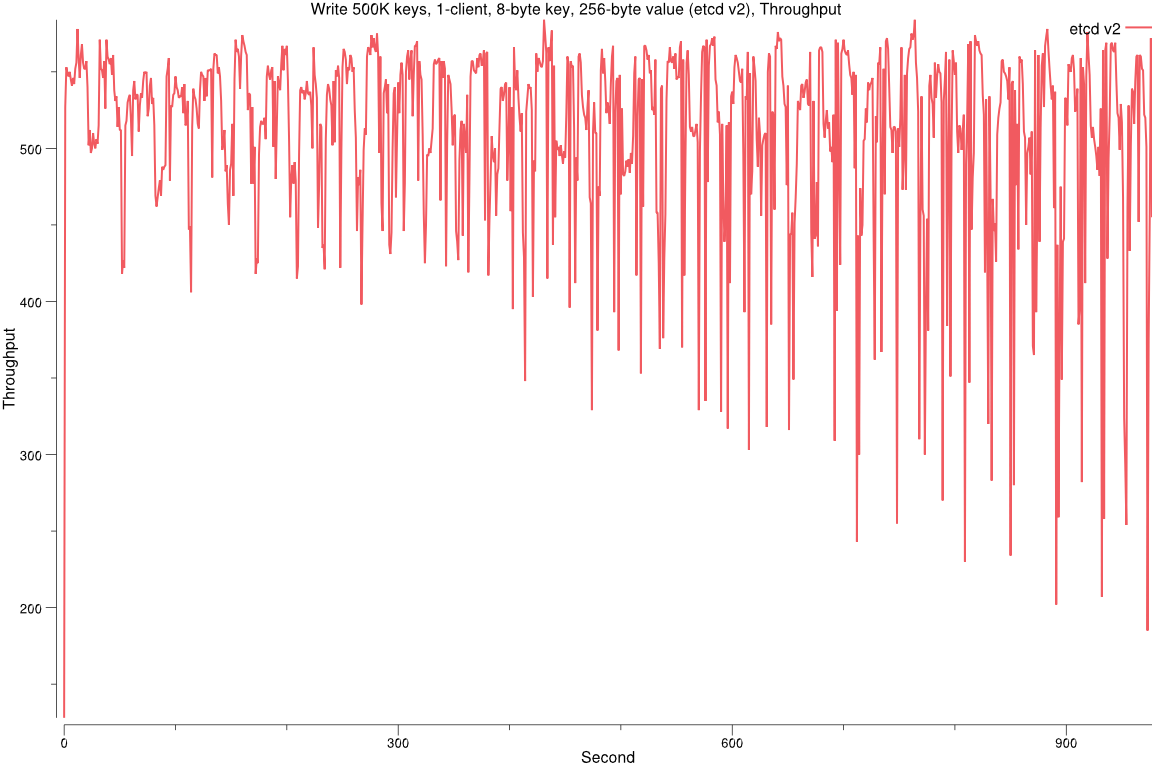 Write 500K keys, 1-client, 8-byte key, 256-byte value (etcd v2), Throughput
etcd v2
500
400
300
200
Throughput
0 300 600 900
Second